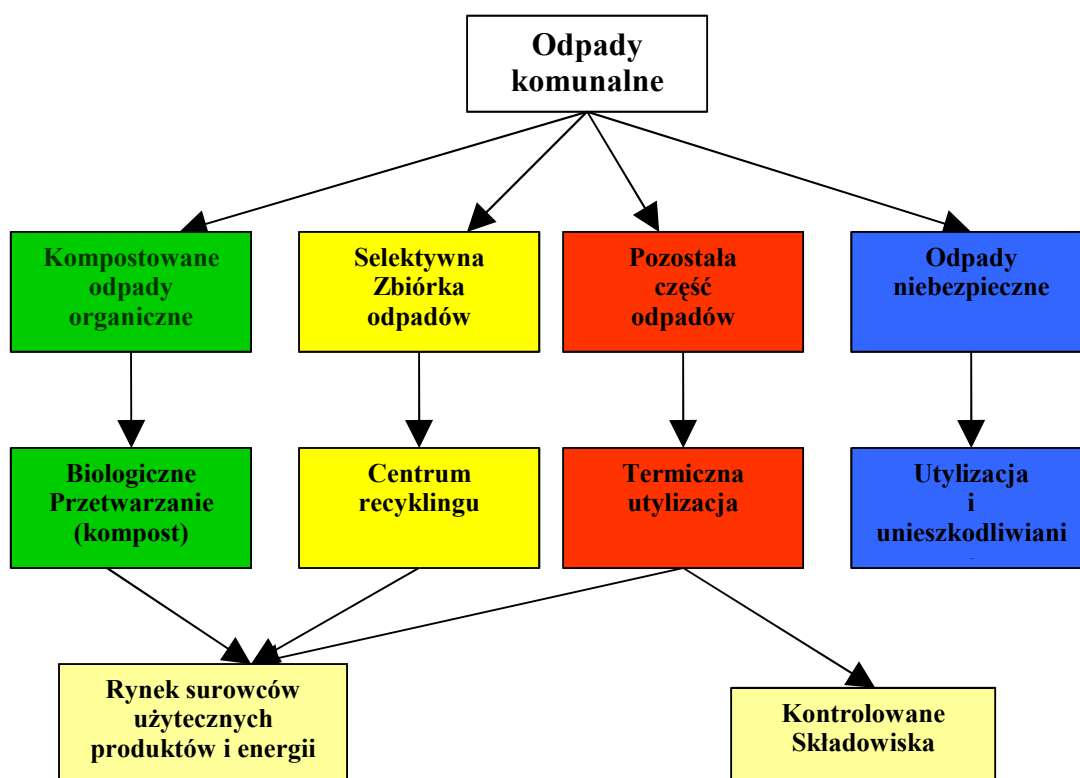 Odpady
komunalne
Kompostowane
odpady
organiczne
Selektywna
Zbiórka
odpadów
Pozostała
część
odpadów
Odpady
niebezpieczne
Biologiczne
Przetwarzanie
(kompost)
Centrum
recyklingu
Termiczna
utylizacja
Utylizacja
i
unieszkodliwiani
Rynek surowców
użytecznych
produktów i energii
Kontrolowane
Składowiska